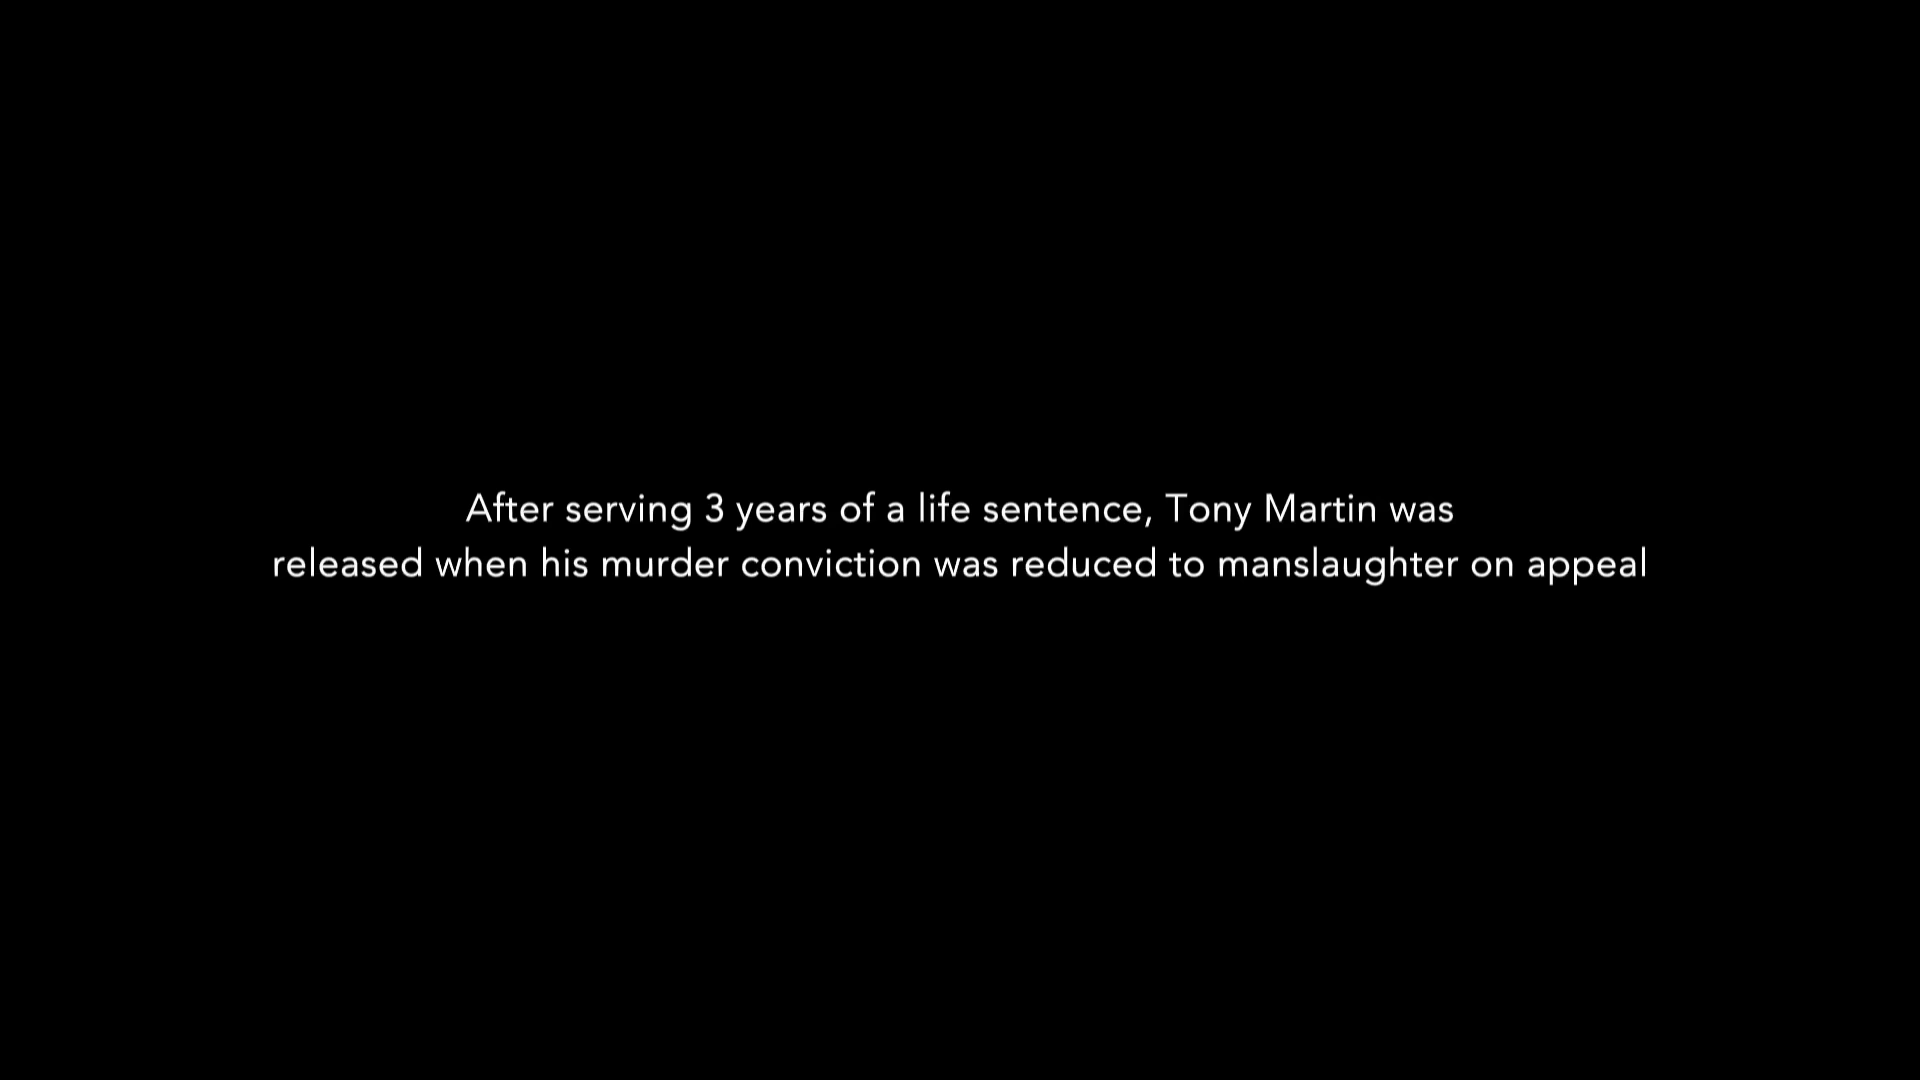 After serving 3 years of a life sentence, Tony Martin was
released when his murder conviction was reduced to manslaughter on appeal